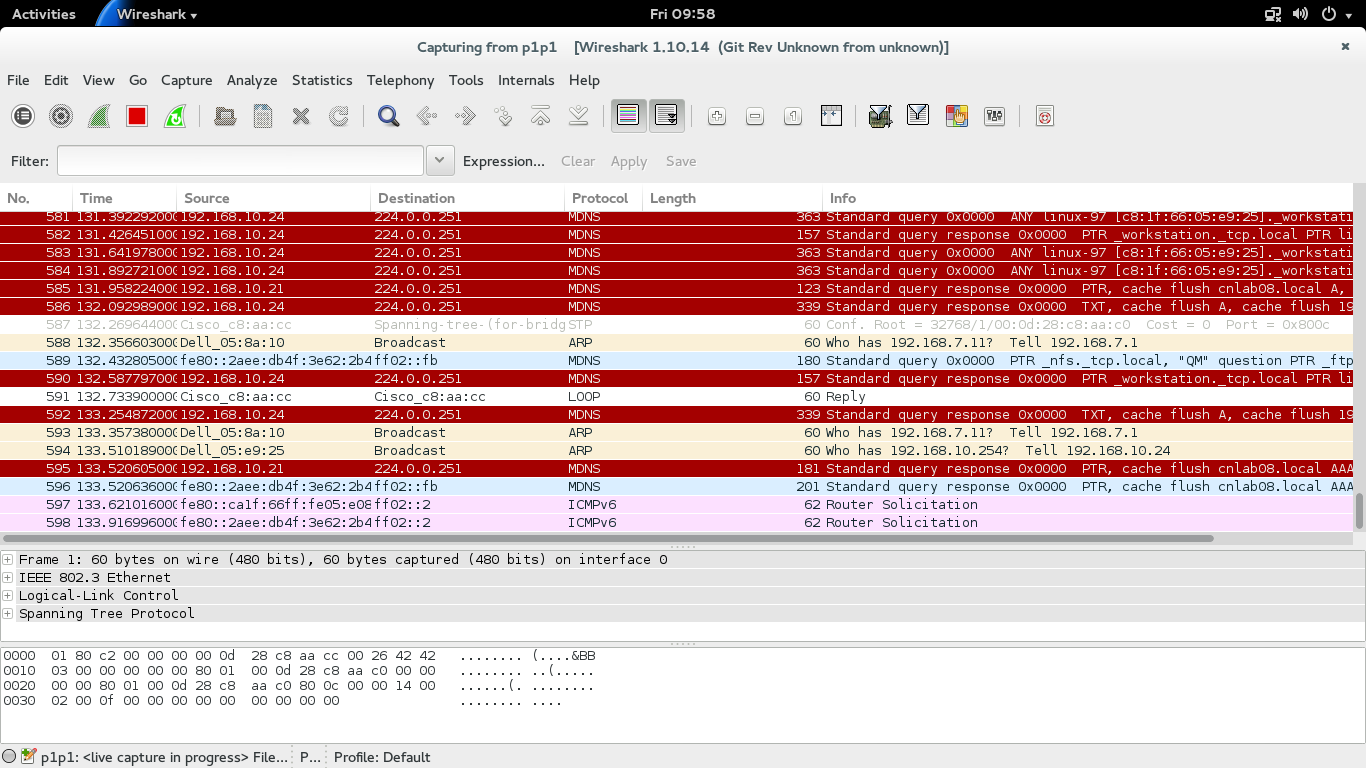 Activities Wireshark Fri 09:58
Capturing from p1p1 [Wireshark 1.10.14 (Git Rev Unknown from unknown)]
File Edit View Go Capture Analyze Statistics Telephony Tools Internals Help
Filter: Expression... Clear Apply Save
No. Time Source Destination Protocol Length Info
581 131.392292000 192.168.10.24 224.0.0.251 MDNS 363 Standard query 0x0000 ANY linux-97 [c8:1f:66:05:e9:25]._workstati
582 131.426451000 192.168.10.24 224.0.0.251 MDNS 157 Standard query response 0x0000 PTR _workstation._tcp.local PTR li
583 131.641978000 192.168.10.24 224.0.0.251 MDNS 363 Standard query 0x0000 ANY linux-97 [c8:1f:66:05:e9:25]._workstati
584 131.892721000 192.168.10.24 224.0.0.251 MDNS 363 Standard query 0x0000 ANY linux-97 [c8:1f:66:05:e9:25]._workstati
585 131.958224000 192.168.10.21 224.0.0.251 MDNS 123 Standard query response 0x0000 PTR, cache flush cnlab08.local A,
586 132.092989000 192.168.10.24 224.0.0.251 MDNS 339 Standard query response 0x0000 TXT, cache flush A, cache flush 19
587 132.269644000 Cisco_c8:aa:cc Spanning-tree-(for-bridg STP 60 Conf. Root = 32768/1/00:0d:28:c8:aa:c0 Cost = 0 Port = 0x800c
588 132.356603000 Dell_05:8a:10 Broadcast ARP 60 Who has 192.168.7.11? Tell 192.168.7.1
589 132.432805000 fe80::2aee:db4f:3e62:2b4 ff02::fb MDNS 180 Standard query 0x0000 PTR _nfs._tcp.local, "QM" question PTR _ftp
590 132.587797000 192.168.10.24 224.0.0.251 MDNS 157 Standard query response 0x0000 PTR _workstation._tcp.local PTR li
591 132.733900000 Cisco_c8:aa:cc Cisco_c8:aa:cc LOOP 60 Reply
592 133.254872000 192.168.10.24 224.0.0.251 MDNS 339 Standard query response 0x0000 TXT, cache flush A, cache flush 19
593 133.357380000 Dell_05:8a:10 Broadcast ARP 60 Who has 192.168.7.11? Tell 192.168.7.1
594 133.510189000 Dell_05:e9:25 Broadcast ARP 60 Who has 192.168.10.254? Tell 192.168.10.24
595 133.520605000 192.168.10.21 224.0.0.251 MDNS 181 Standard query response 0x0000 PTR, cache flush cnlab08.local AAA
596 133.520636000 fe80::2aee:db4f:3e62:2b4 ff02::fb MDNS 201 Standard query response 0x0000 PTR, cache flush cnlab08.local AAA
597 133.621016000 fe80::ca1f:66ff:fe05:e08 ff02::2 ICMPv6 62 Router Solicitation
598 133.916996000 fe80::2aee:db4f:3e62:2b4 ff02::2 ICMPv6 62 Router Solicitation
Frame 1: 60 bytes on wire (480 bits), 60 bytes captured (480 bits) on interface 0
IEEE 802.3 Ethernet
Logical-Link Control
Spanning Tree Protocol
0000 01 80 c2 00 00 00 00 0d 28 c8 aa cc 00 26 42 42 ........ (....&BB
0010 03 00 00 00 00 00 80 01 00 0d 28 c8 aa c0 00 00 ........ ..(.....
0020 00 00 80 01 00 0d 28 c8 aa c0 80 0c 00 00 14 00 ......(. ........
0030 02 00 0f 00 00 00 00 00 00 00 00 00 ........ ....
p1p1: <live capture in progress> File... P... Profile: Default